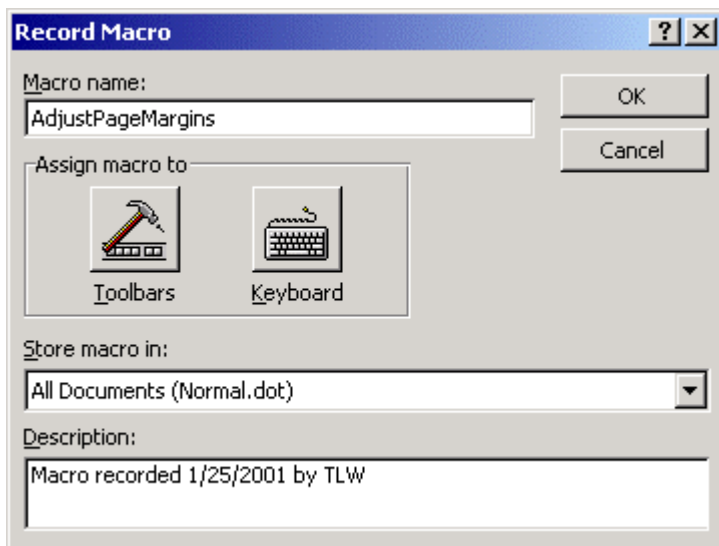 Record Macro
Macro name:
OK
AdjustPageMargins
Cancel
Assign macro to
Toolbars
Keyboard
Store macro in:
All Documents (Normal.dot)
Description:
Macro recorded 1/25/2001 by TLW